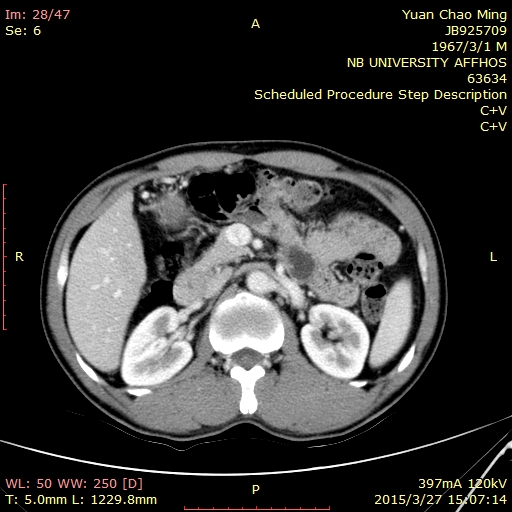 Im: 28/47
Se: 6
A
Yuan Chao Ming
JB925709
1967/3/1 M
NB UNIVERSITY AFFHOS
63634
Scheduled Procedure Step Description
C+V
C+V
R
L
WL: 50 WW: 250 [D]
T: 5.0mm L: 1229.8mm
P
397mA 120kV
2015/3/27 15:07:14